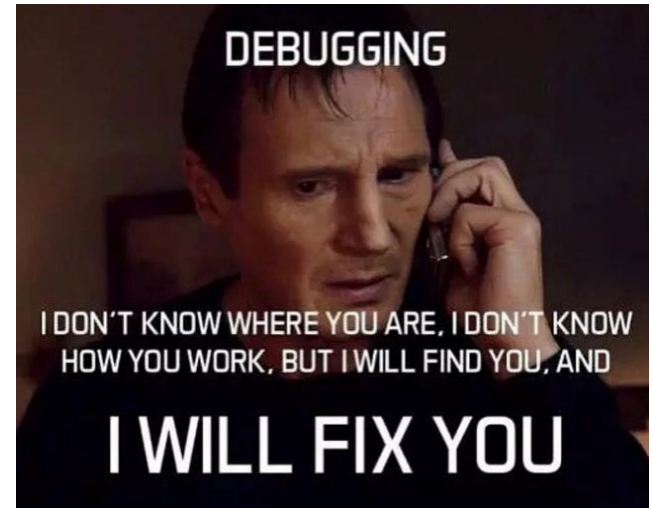 DEBUGGING
I DON'T KNOW WHERE YOU ARE, I DON'T KNOW
HOW YOU WORK, BUT I WILL FIND YOU, AND
I WILL FIX YOU